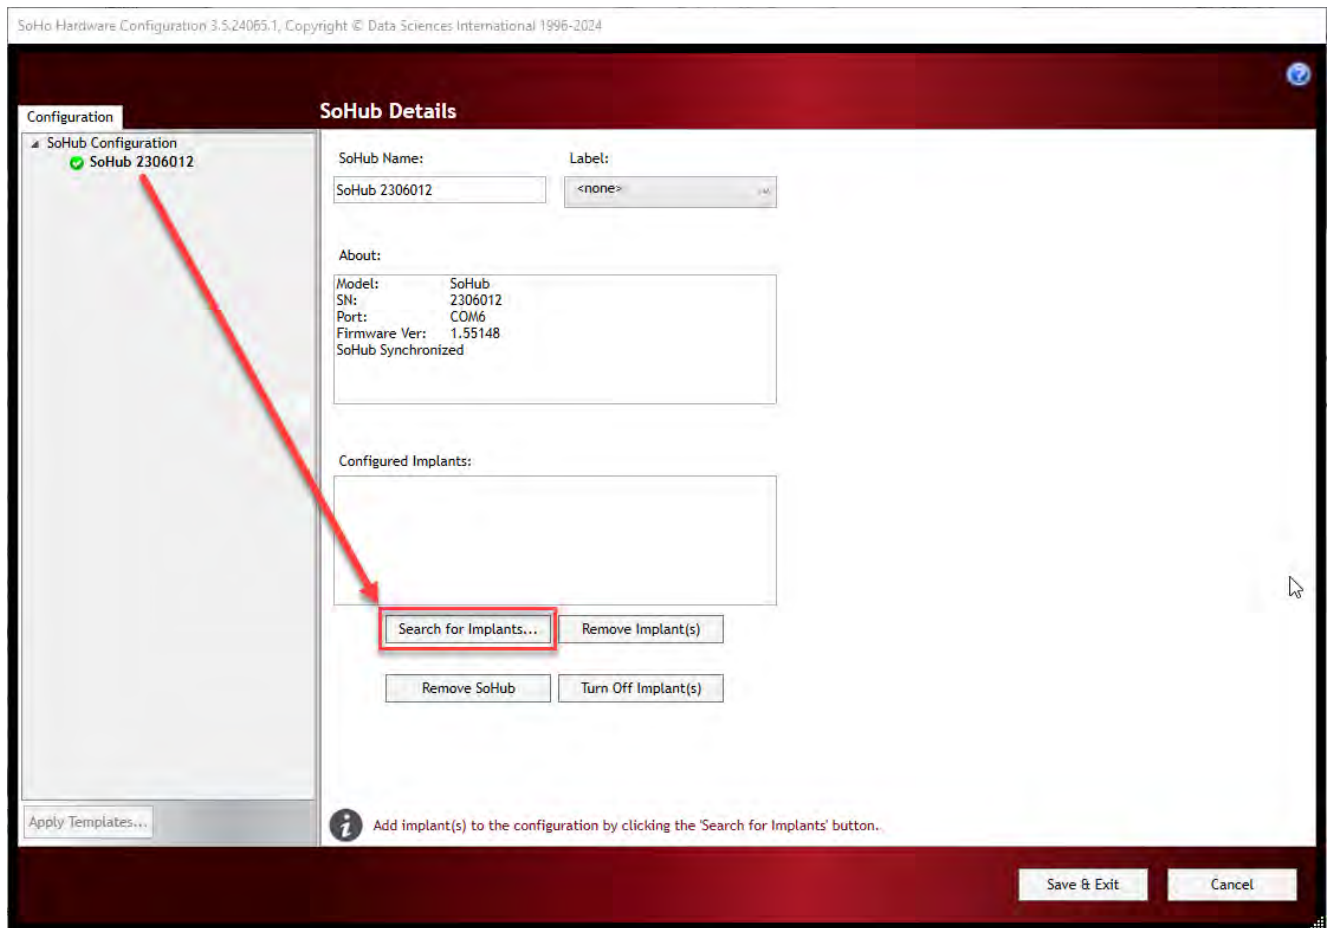 SoHo Hardware Configuration 3.5.24065.1, Copyright © Data Sciences International 1996-2024
Configuration
SoHub Details
SoHub Configuration
SoHub 2306012
SoHub Name:
Label:
SoHub 2306012
<none>
About:
Model: SoHub
SN: 2306012
Port: COM6
Firmware Ver: 1.55148
SoHub Synchronized
Configured Implants:
Search for Implants...
Remove Implant(s)
Remove SoHub
Turn Off Implant(s)
Apply Templates...
Add implant(s) to the configuration by clicking the 'Search for Implants' button.
Save & Exit
Cancel